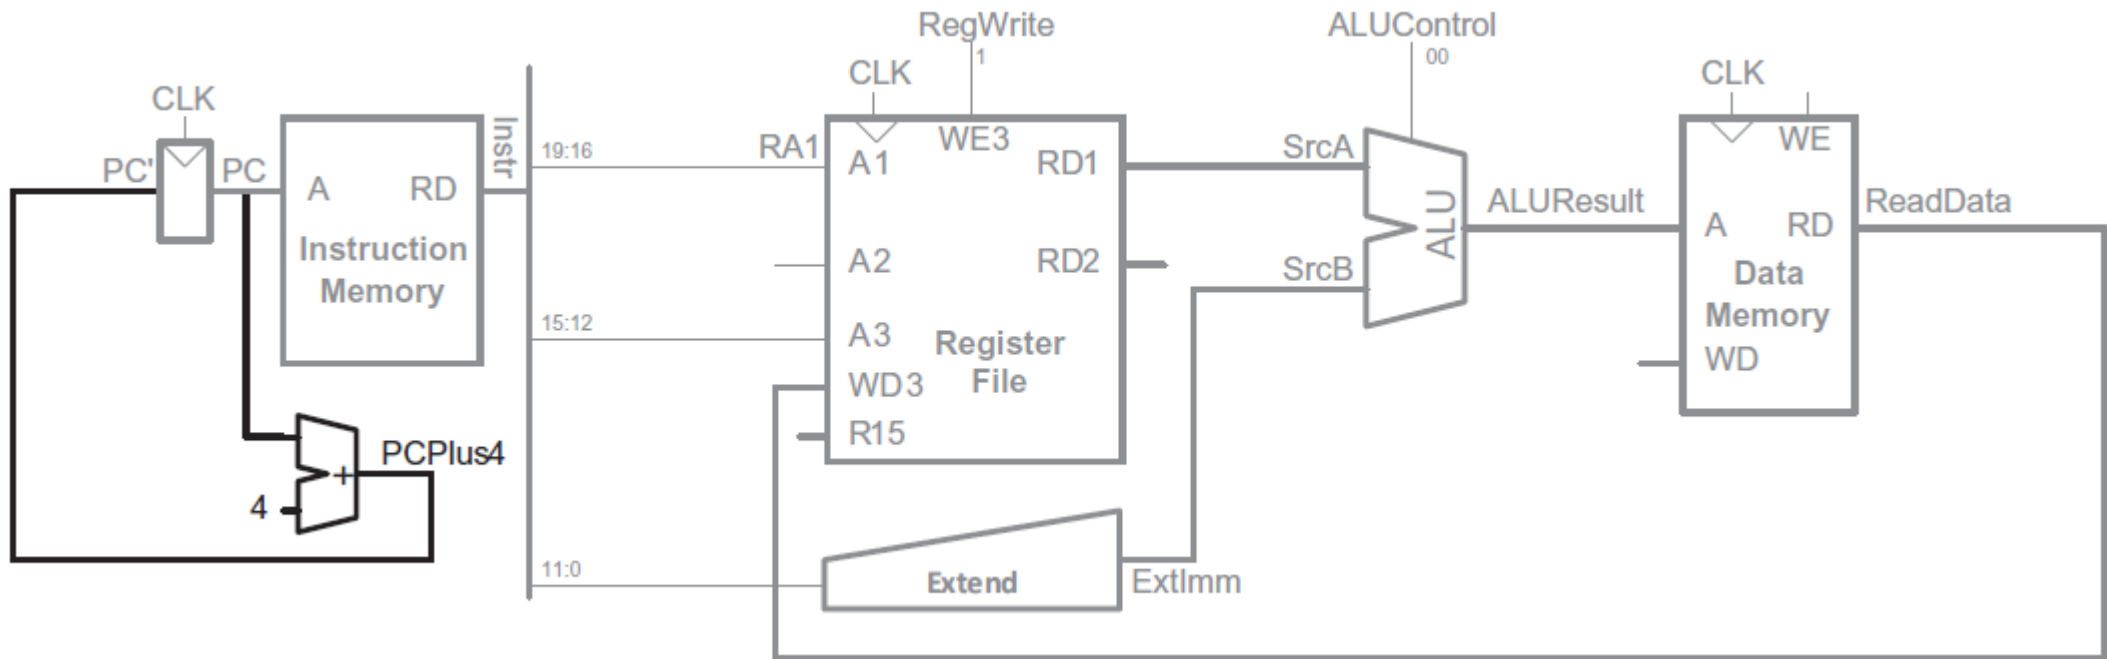 RegWrite
1
ALUControl
00
CLK
CLK
CLK
PC'
PC
A
RD
Instruction
Memory
Instr
19:16
RA1
A1
WE3
RD1
A2
RD2
15:12
A3
WD3
R15
Register
File
SrcA
SrcB
ALU
ALUResult
WE
A
RD
Data
Memory
WD
ReadData
PCPlus4
+
4
11:0
Extend
ExtImm